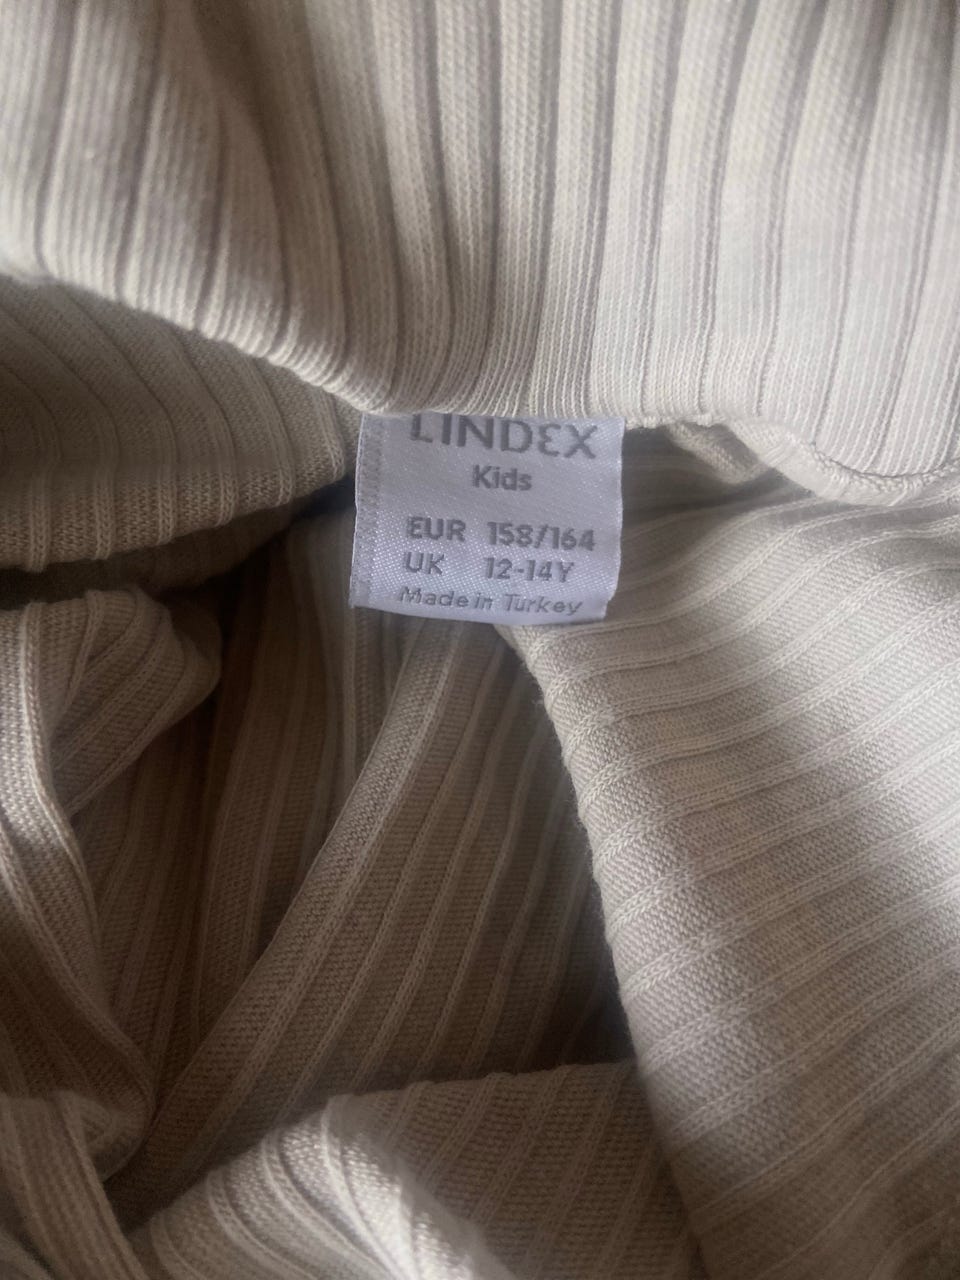 LINDEX
Kids
EUR 158/164
UK 12-14Y
Made in Turkey